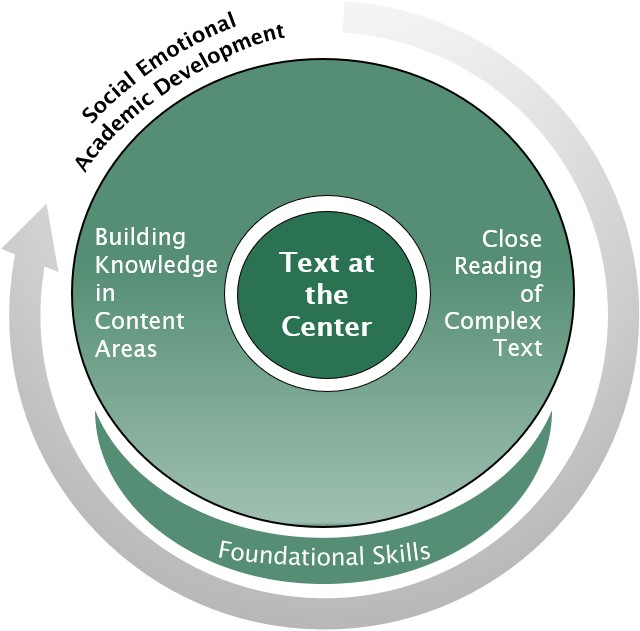 Social Emotional
Academic Development
Building
Knowledge
in
Content
Areas
Text at
the
Center
Close
Reading
of
Complex
Text
Foundational Skills